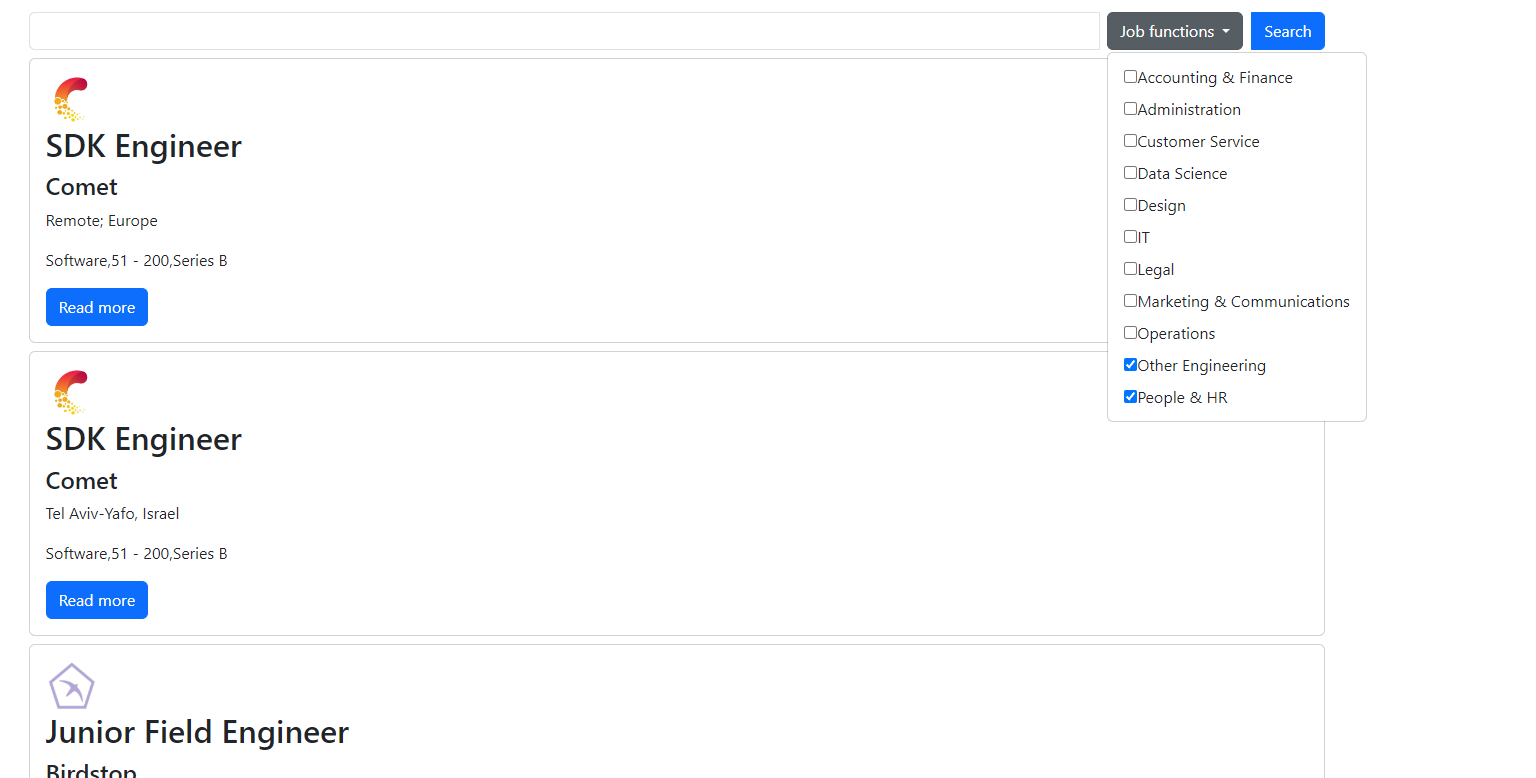 Job functions
Search
Accounting & Finance
Administration
Customer Service
Data Science
Design
IT
Legal
Marketing & Communications
Operations
Other Engineering
People & HR
SDK Engineer
Comet
Remote; Europe
Software,51 - 200,Series B
Read more
SDK Engineer
Comet
Tel Aviv-Yafo, Israel
Software,51 - 200,Series B
Read more
Junior Field Engineer
Birdstop